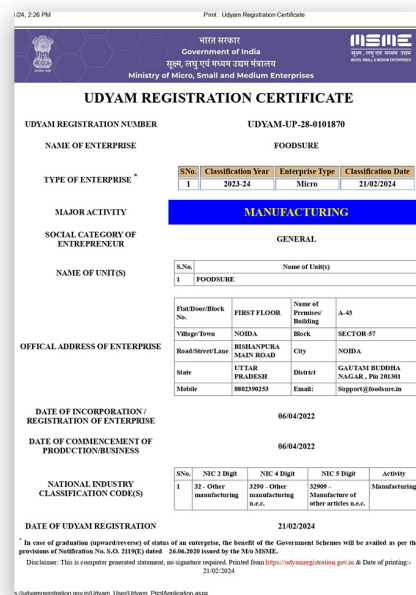 1/24, 2:26 PM
Print : Udyam Registration Certificate
भारत सरकार
Government of India
सूक्ष्म, लघु एवं मध्यम उद्यम मंत्रालय
Ministry of Micro, Small and Medium Enterprises
MSME
सूक्ष्म, लघु एवं मध्यम उद्यम
MICRO, SMALL & MEDIUM ENTERPRISES
UDYAM REGISTRATION CERTIFICATE
UDYAM REGISTRATION NUMBER UDYAM-UP-28-0101870
NAME OF ENTERPRISE FOODSURE
TYPE OF ENTERPRISE *
SNo. Classification Year Enterprise Type Classification Date
1 2023-24 Micro 21/02/2024
MAJOR ACTIVITY MANUFACTURING
SOCIAL CATEGORY OF
ENTREPRENEUR
GENERAL
NAME OF UNIT(S)
S.No. Name of Unit(s)
1 FOODSURE
OFFICAL ADDRESS OF ENTERPRISE
Flat/Door/Block
No.
FIRST FLOOR
Name of
Premises/
Building
A-43
Village/Town NOIDA Block SECTOR-57
Road/Street/Lane
BISHANPURA
MAIN ROAD
City NOIDA
State
UTTAR
PRADESH
District
GAUTAM BUDDHA
NAGAR , Pin 201301
Mobile 8802390253 Email: Support@foodsure.in
DATE OF INCORPORATION /
REGISTRATION OF ENTERPRISE
06/04/2022
DATE OF COMMENCEMENT OF
PRODUCTION/BUSINESS
06/04/2022
NATIONAL INDUSTRY
CLASSIFICATION CODE(S)
SNo. NIC 2 Digit NIC 4 Digit NIC 5 Digit Activity
1
32 - Other
manufacturing
3290 - Other
manufacturing
n.e.c.
32909 -
Manufacture of
other articles n.e.c.
Manufacturing
DATE OF UDYAM REGISTRATION 21/02/2024
* In case of graduation (upward/reverse) of status of an enterprise, the benefit of the Government Schemes will be availed as per the
provisions of Notification No. S.O. 2119(E) dated 26.06.2020 issued by the M/o MSME.
Disclaimer: This is computer generated statement, no signature required. Printed from https://udyamregistration.gov.in & Date of printing:-
21/02/2024
s://udyamregistration.gov.in/Udyam_User/Udyam_PrintApplication.aspx